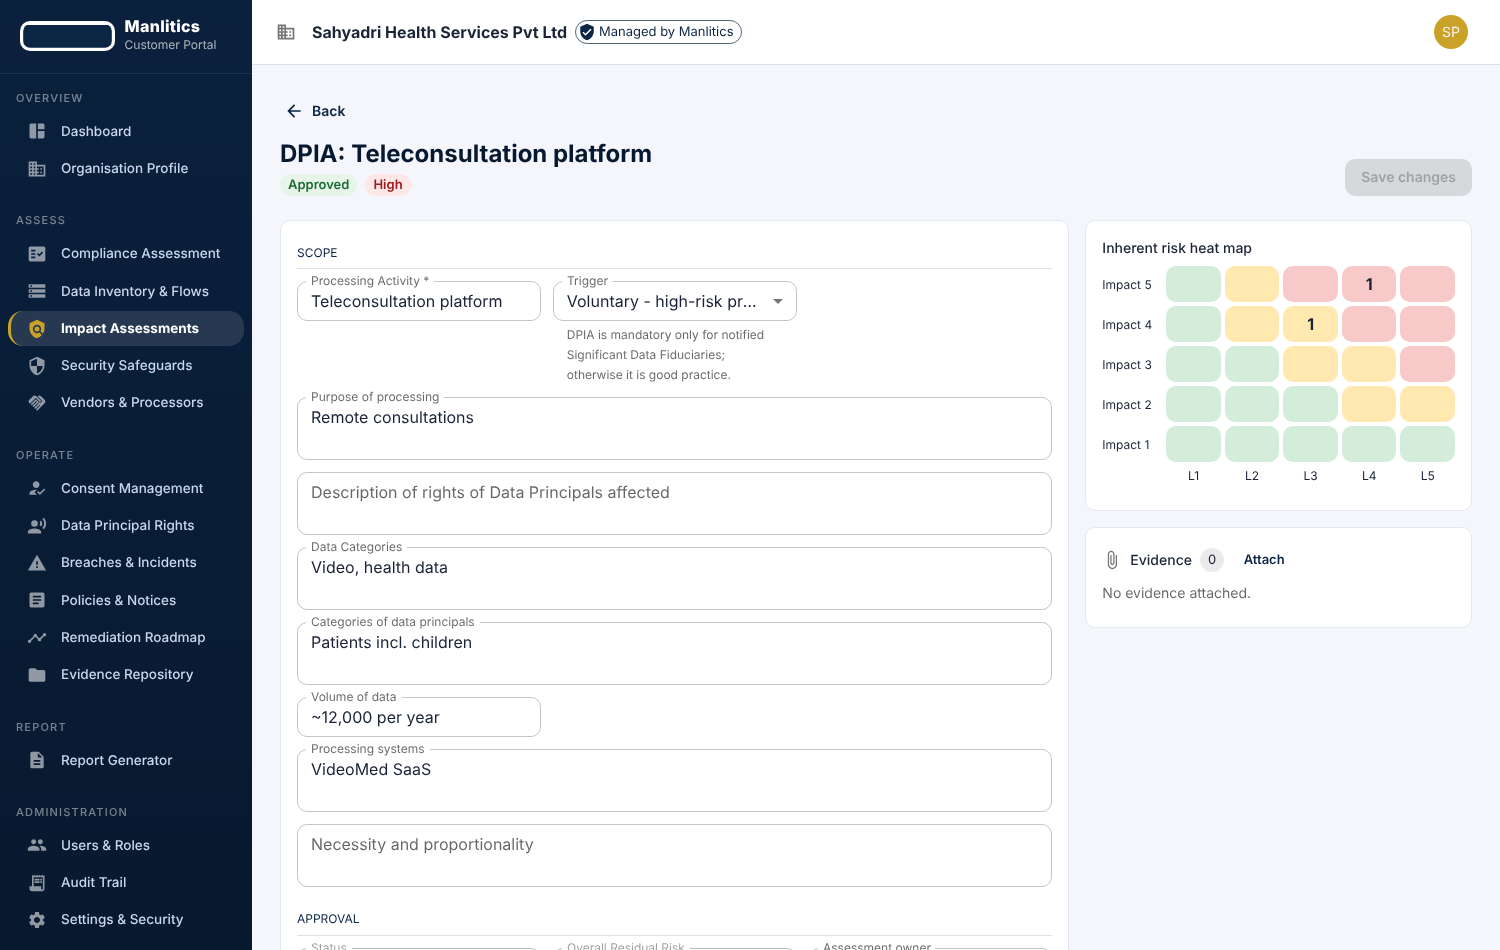 Manlitics
Customer Portal
OVERVIEW
Dashboard
Organisation Profile
ASSESS
Compliance Assessment
Data Inventory & Flows
Impact Assessments
Security Safeguards
Vendors & Processors
OPERATE
Consent Management
Data Principal Rights
Breaches & Incidents
Policies & Notices
Remediation Roadmap
Evidence Repository
REPORT
Report Generator
ADMINISTRATION
Users & Roles
Audit Trail
Settings & Security
Sahyadri Health Services Pvt Ltd
Managed by Manlitics
SP
Back
DPIA: Teleconsultation platform
Approved
High
Save changes
SCOPE
Processing Activity *
Teleconsultation platform
Trigger
Voluntary - high-risk pr...
DPIA is mandatory only for notified
Significant Data Fiduciaries;
otherwise it is good practice.
Purpose of processing
Remote consultations
Description of rights of Data Principals affected
Data Categories
Video, health data
Categories of data principals
Patients incl. children
Volume of data
~12,000 per year
Processing systems
VideoMed SaaS
Necessity and proportionality
APPROVAL
Status
Overall Residual Risk
Assessment owner
Inherent risk heat map
Impact 5
1
Impact 4
1
Impact 3
Impact 2
Impact 1
L1 L2 L3 L4 L5
Evidence 0 Attach
No evidence attached.